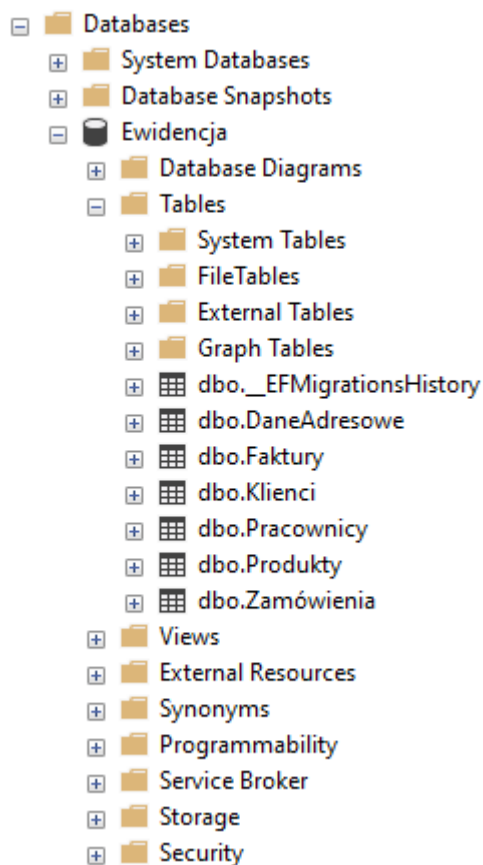 Databases
System Databases
Database Snapshots
Ewidencja
Database Diagrams
Tables
System Tables
FileTables
External Tables
Graph Tables
dbo.__EFMigrationsHistory
dbo.DaneAdresowe
dbo.Faktury
dbo.Klienci
dbo.Pracownicy
dbo.Produkty
dbo.Zamówienia
Views
External Resources
Synonyms
Programmability
Service Broker
Storage
Security